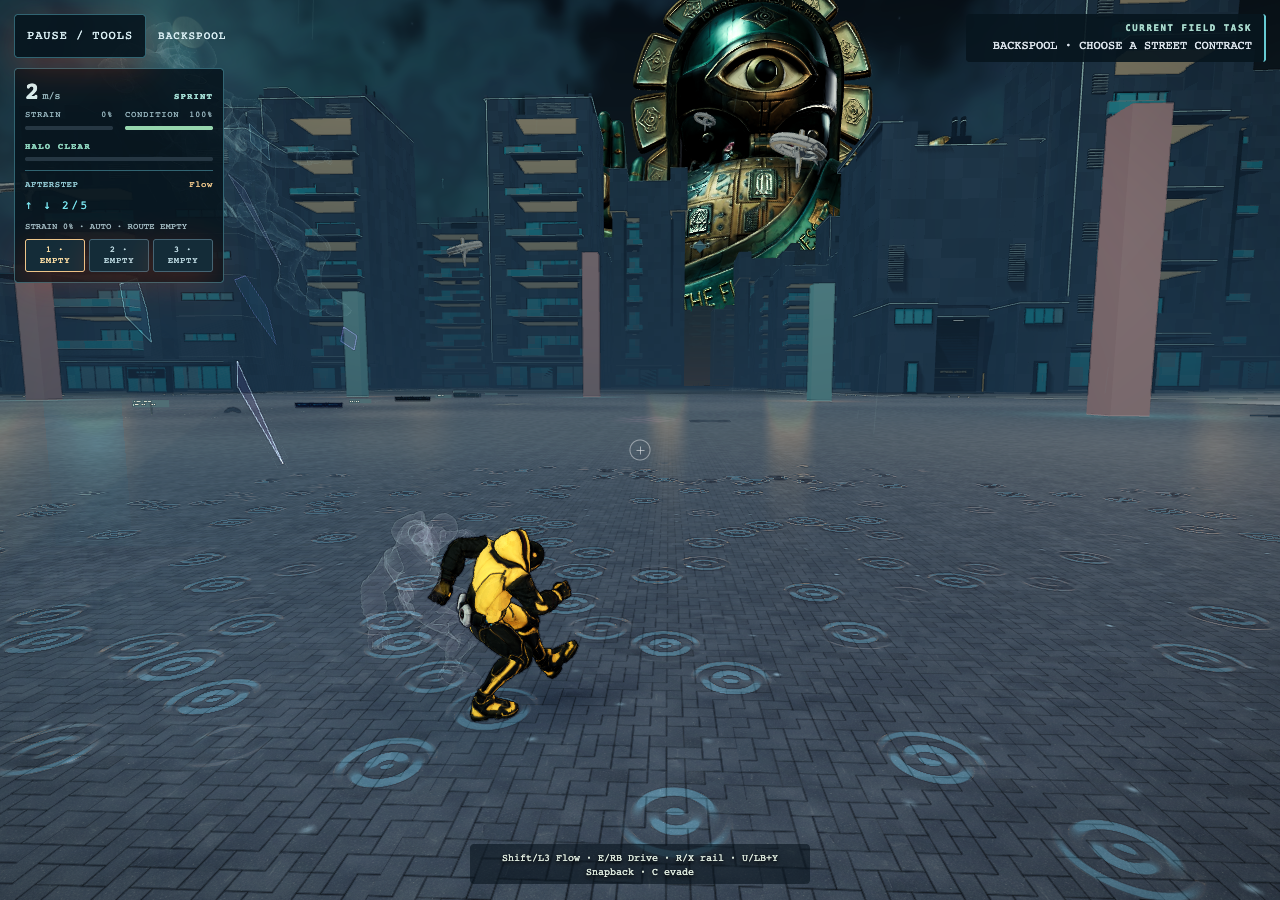 PAUSE / TOOLS
BACKSPOOL
CURRENT FIELD TASK
BACKSPOOL · CHOOSE A STREET CONTRACT
2 m/s
SPRINT
STRAIN 0%
CONDITION 100%
HALO CLEAR
AFTERSTEP
Flow
↑ ↓ 2/5
STRAIN 0% · AUTO · ROUTE EMPTY
1 ·
EMPTY
2 ·
EMPTY
3 ·
EMPTY
THE
Shift/L3 Flow · E/RB Drive · R/X rail · U/LB+Y
Snapback · C evade